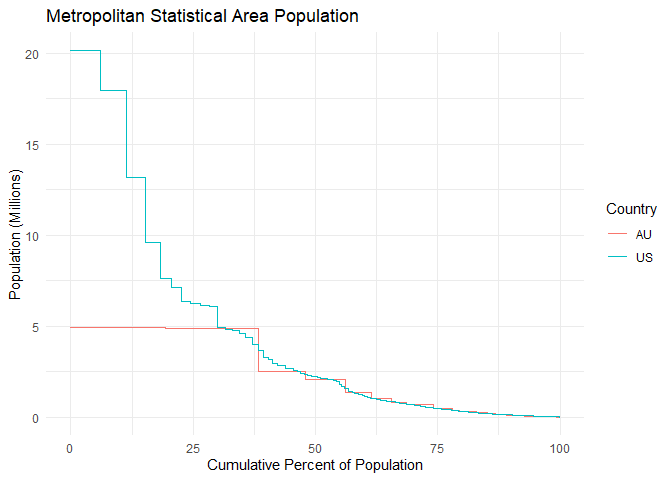 Metropolitan Statistical Area Population
20
15
10
5
0
Population (Millions)
0 25 50 75 100
Cumulative Percent of Population
Country
AU
US